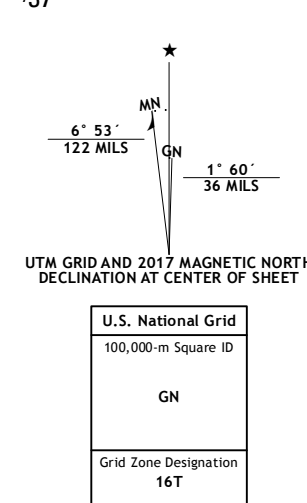 ★
MN
6° 53´
122 MILS
GN
1° 60´
36 MILS
UTM GRID AND 2017 MAGNETIC NORTH
DECLINATION AT CENTER OF SHEET
U.S. National Grid
100,000-m Square ID
GN
Grid Zone Designation
16T